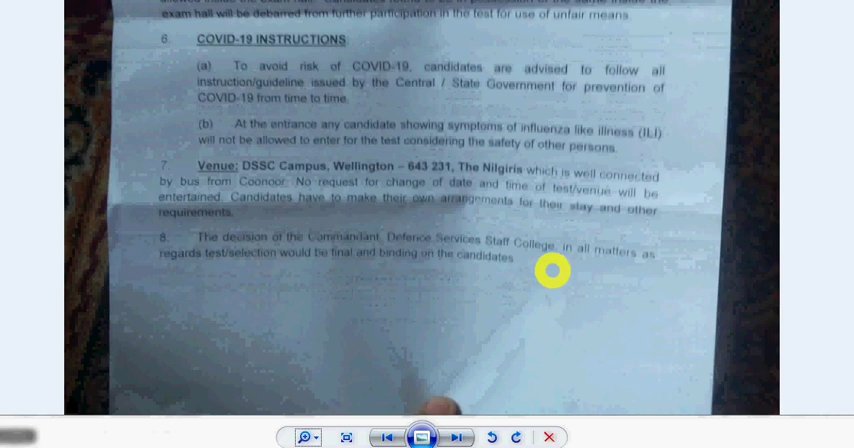 exam hall will be debarred from further participation in the test for use of unfair means.
6. COVID-19 INSTRUCTIONS
(a) To avoid risk of COVID-19, candidates are advised to follow all
instruction/guideline issued by the Central / State Government for prevention of
COVID-19 from time to time.
(b) At the entrance any candidate showing symptoms of influenza like illness (ILI)
will not be allowed to enter for the test considering the safety of other persons.
7. Venue: DSSC Campus, Wellington – 643 231, The Nilgiris which is well connected
by bus from Coonoor. No request for change of date and time of test/venue will be
entertained. Candidates have to make their own arrangements for their stay and other
requirements.
8. The decision of the Commandant, Defence Services Staff College, in all matters as
regards test/selection would be final and binding on the candidates.